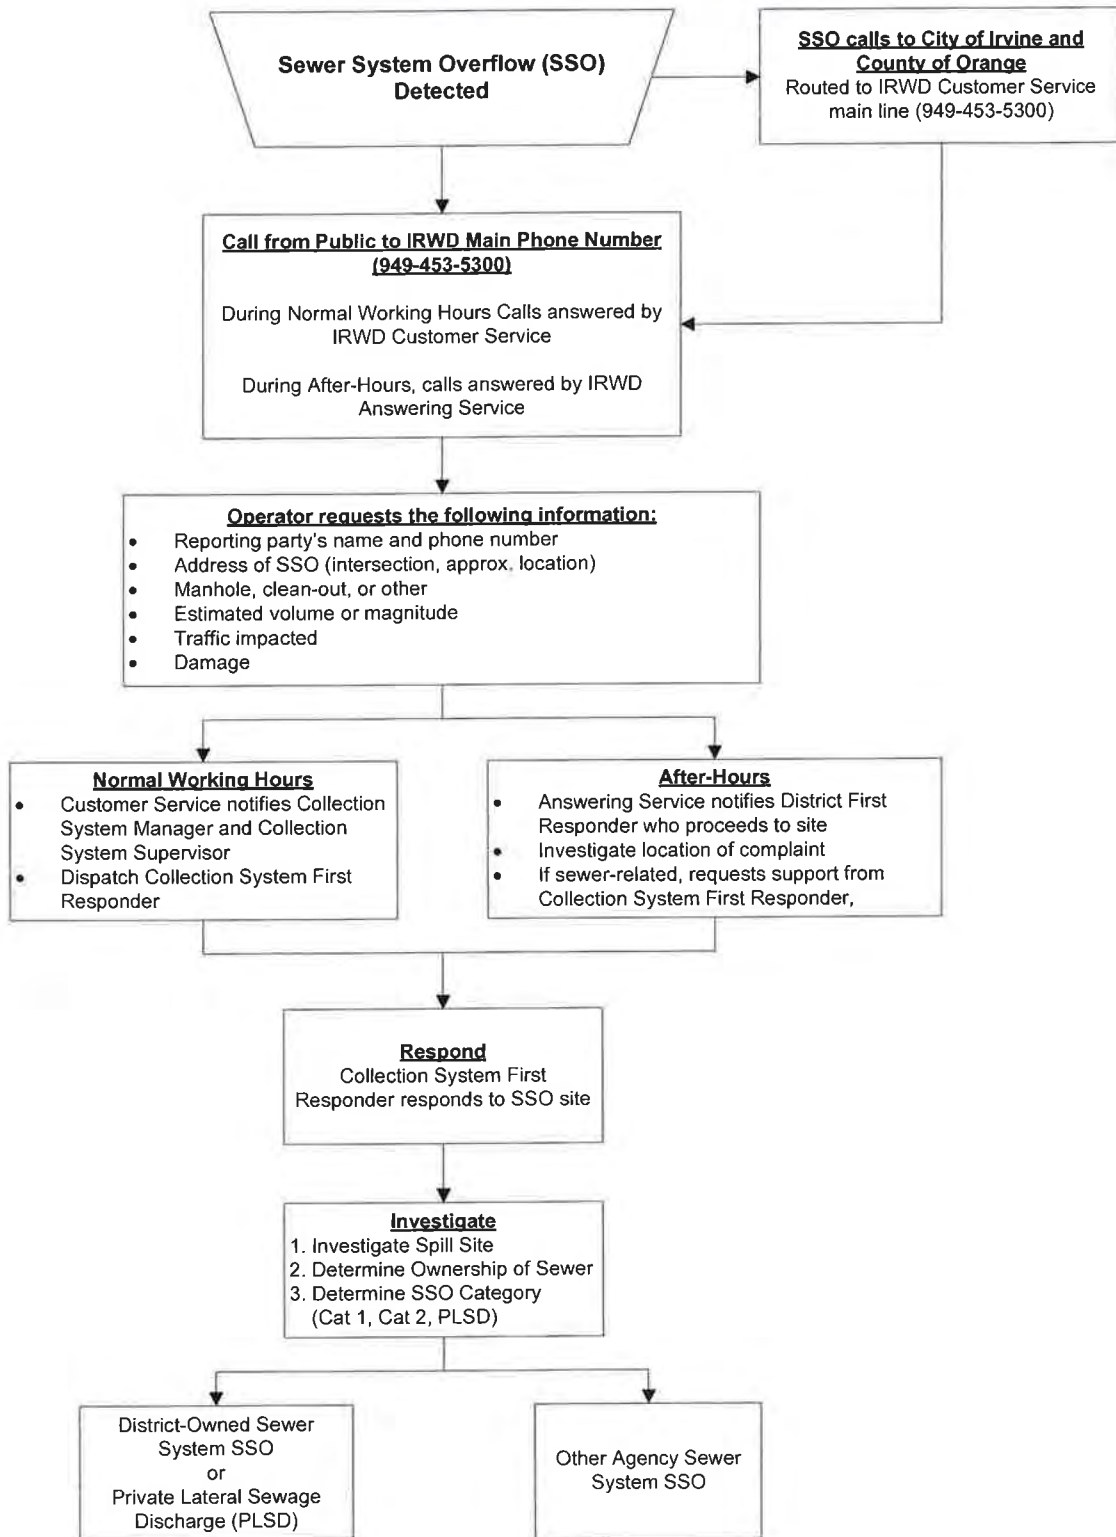 Sewer System Overflow (SSO)
Detected
SSO calls to City of Irvine and
County of Orange
Routed to IRWD Customer Service
main line (949-453-5300)
Call from Public to IRWD Main Phone Number
(949-453-5300)
During Normal Working Hours Calls answered by
IRWD Customer Service
During After-Hours, calls answered by IRWD
Answering Service
Operator requests the following information:
• Reporting party's name and phone number
• Address of SSO (intersection, approx. location)
• Manhole, clean-out, or other
• Estimated volume or magnitude
• Traffic impacted
• Damage
Normal Working Hours
• Customer Service notifies Collection
System Manager and Collection
System Supervisor
• Dispatch Collection System First
Responder
After-Hours
• Answering Service notifies District First
Responder who proceeds to site
• Investigate location of complaint
• If sewer-related, requests support from
Collection System First Responder,
Respond
Collection System First
Responder responds to SSO site
Investigate
1. Investigate Spill Site
2. Determine Ownership of Sewer
3. Determine SSO Category
(Cat 1, Cat 2, PLSD)
District-Owned Sewer
System SSO
or
Private Lateral Sewage
Discharge (PLSD)
Other Agency Sewer
System SSO